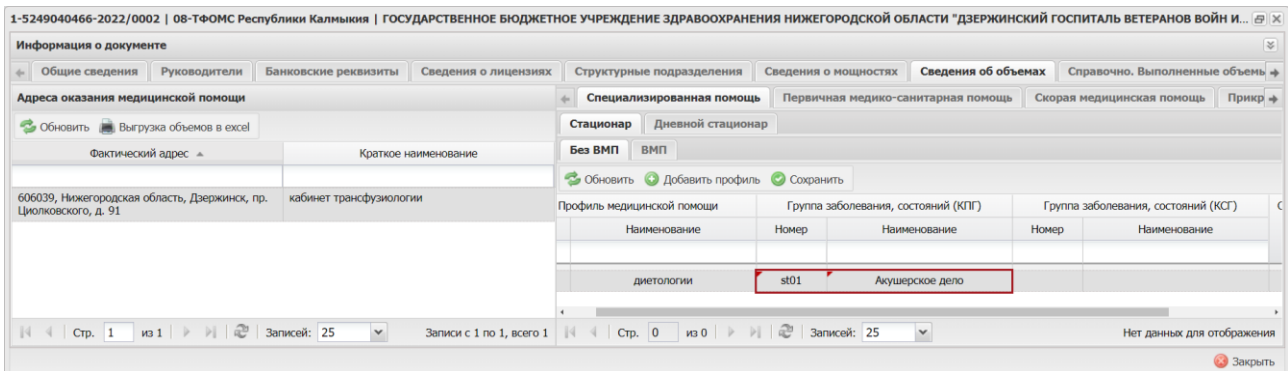 1-5249040466-2022/0002 | 08-ТФОМС Республики Калмыкия | ГОСУДАРСТВЕННОЕ БЮДЖЕТНОЕ УЧРЕЖДЕНИЕ ЗДРАВООХРАНЕНИЯ НИЖЕГОРОДСКОЙ ОБЛАСТИ "ДЗЕРЖИНСКИЙ ГОСПИТАЛЬ ВЕТЕРАНОВ ВОЙН И...
Информация о документе
Общие сведения Руководители Банковские реквизиты Сведения о лицензиях Структурные подразделения Сведения о мощностях Сведения об объемах Справочно. Выполненные объемы
Адреса оказания медицинской помощи
Обновить Выгрузка объемов в excel
Фактический адрес Краткое наименование
606039, Нижегородская область, Дзержинск, пр. Циолковского, д. 91
кабинет трансфузиологии
Стр. 1 из 1 Записей: 25 Записи с 1 по 1, всего 1
Специализированная помощь Первичная медико-санитарная помощь Скорая медицинская помощь Прикр
Стационар Дневной стационар
Без ВМП ВМП
Обновить Добавить профиль Сохранить
Профиль медицинской помощи Группа заболевания, состояний (КПГ) Группа заболевания, состояний (КСГ)
Наименование Номер Наименование Номер Наименование
диетологии st01 Акушерское дело
Стр. 0 из 0 Записей: 25 Нет данных для отображения
Закрыть